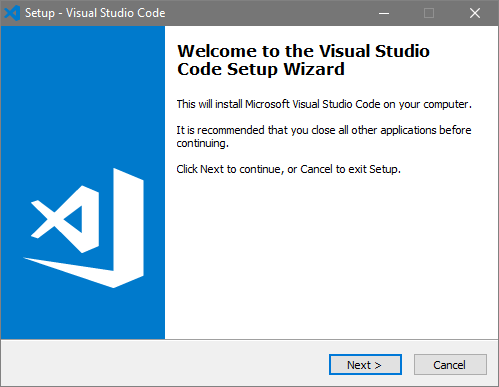 Setup - Visual Studio Code
Welcome to the Visual Studio
Code Setup Wizard
This will install Microsoft Visual Studio Code on your computer.
It is recommended that you close all other applications before
continuing.
Click Next to continue, or Cancel to exit Setup.
Next >
Cancel